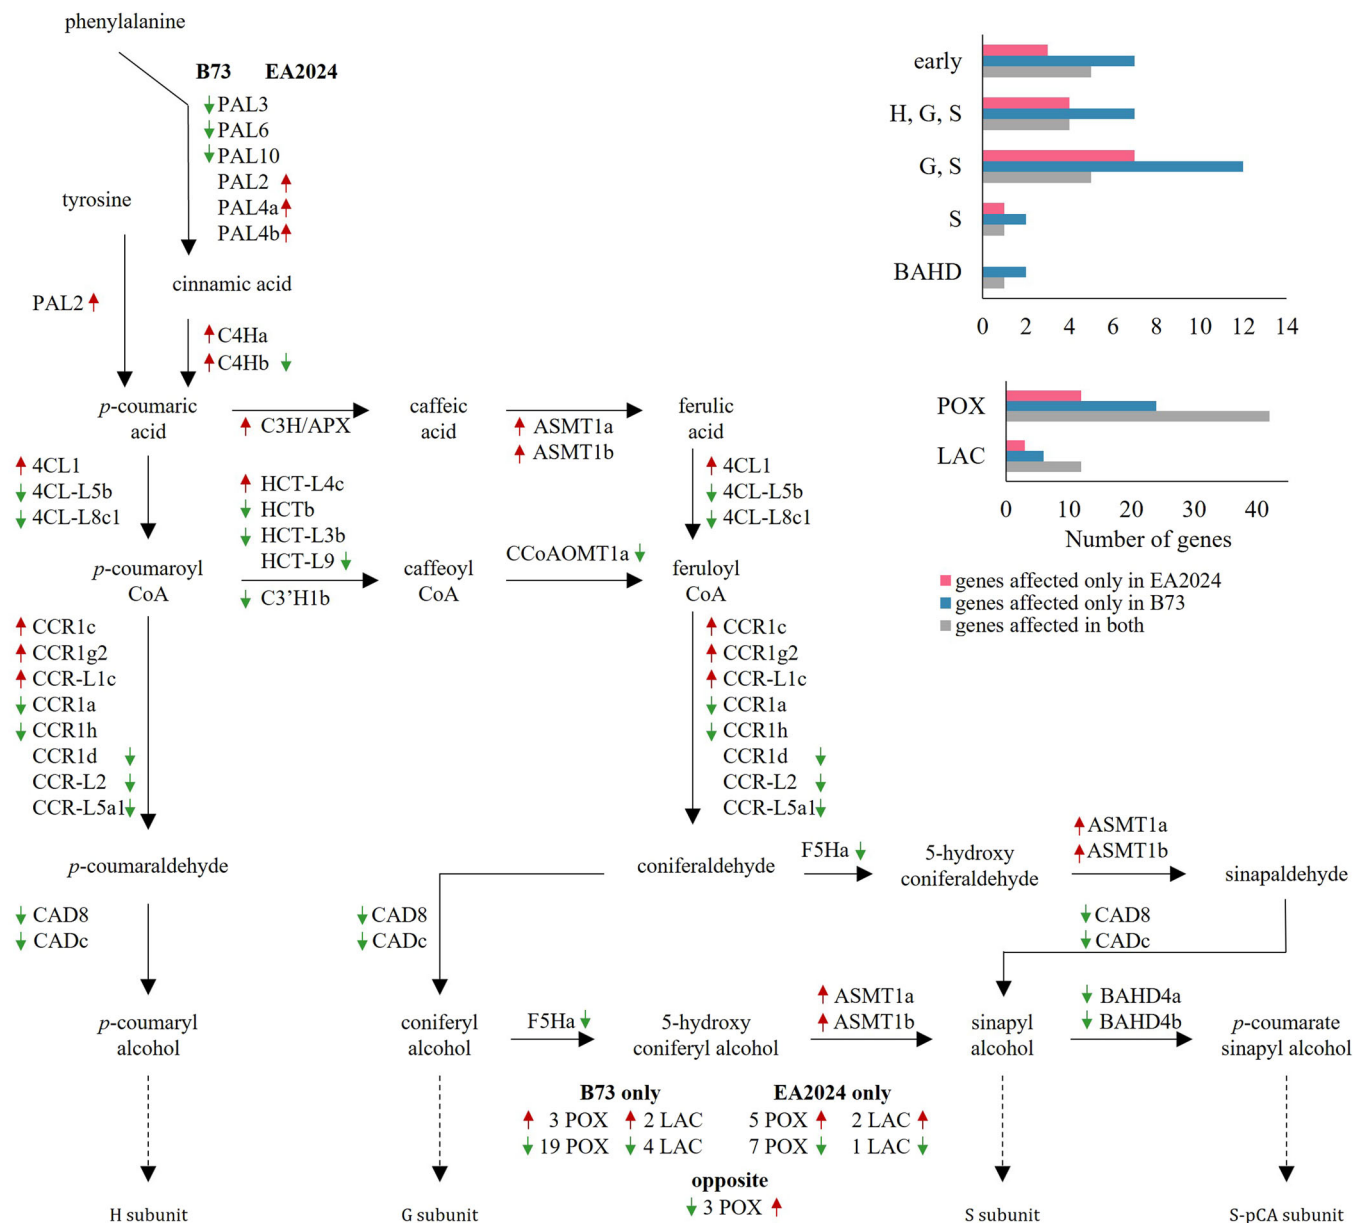 phenylalanine
B73 EA2024
PAL3
PAL6
PAL10
PAL2
PAL4a
PAL4b
tyrosine
PAL2
cinnamic acid
C4Ha
C4Hb
p-coumaric
acid
C3H/APX
caffeic
acid
ASMT1a
ASMT1b
ferulic
acid
4CL1
4CL-L5b
4CL-L8c1
HCT-L4c
HCTb
HCT-L3b
HCT-L9
C3’H1b
4CL1
4CL-L5b
4CL-L8c1
p-coumaroyl
CoA
caffeoyl
CoA
CCoAOMT1a
feruloyl
CoA
CCR1c
CCR1g2
CCR-L1c
CCR1a
CCR1h
CCR1d
CCR-L2
CCR-L5a1
CCR1c
CCR1g2
CCR-L1c
CCR1a
CCR1h
CCR1d
CCR-L2
CCR-L5a1
p-coumaraldehyde
coniferaldehyde
F5Ha
5-hydroxy
coniferaldehyde
ASMT1a
ASMT1b
sinapaldehyde
CAD8
CADc
CAD8
CADc
CAD8
CADc
p-coumaryl
alcohol
coniferyl
alcohol
F5Ha
5-hydroxy
coniferyl alcohol
ASMT1a
ASMT1b
sinapyl
alcohol
BAHD4a
BAHD4b
p-coumarate
sinapyl alcohol
B73 only EA2024 only
3 POX 2 LAC 5 POX 2 LAC
19 POX 4 LAC 7 POX 1 LAC
opposite
3 POX
H subunit G subunit S subunit S-pCA subunit
early
H, G, S
G, S
S
BAHD
0 2 4 6 8 10 12 14
POX
LAC
0 10 20 30 40
Number of genes
genes affected only in EA2024
genes affected only in B73
genes affected in both